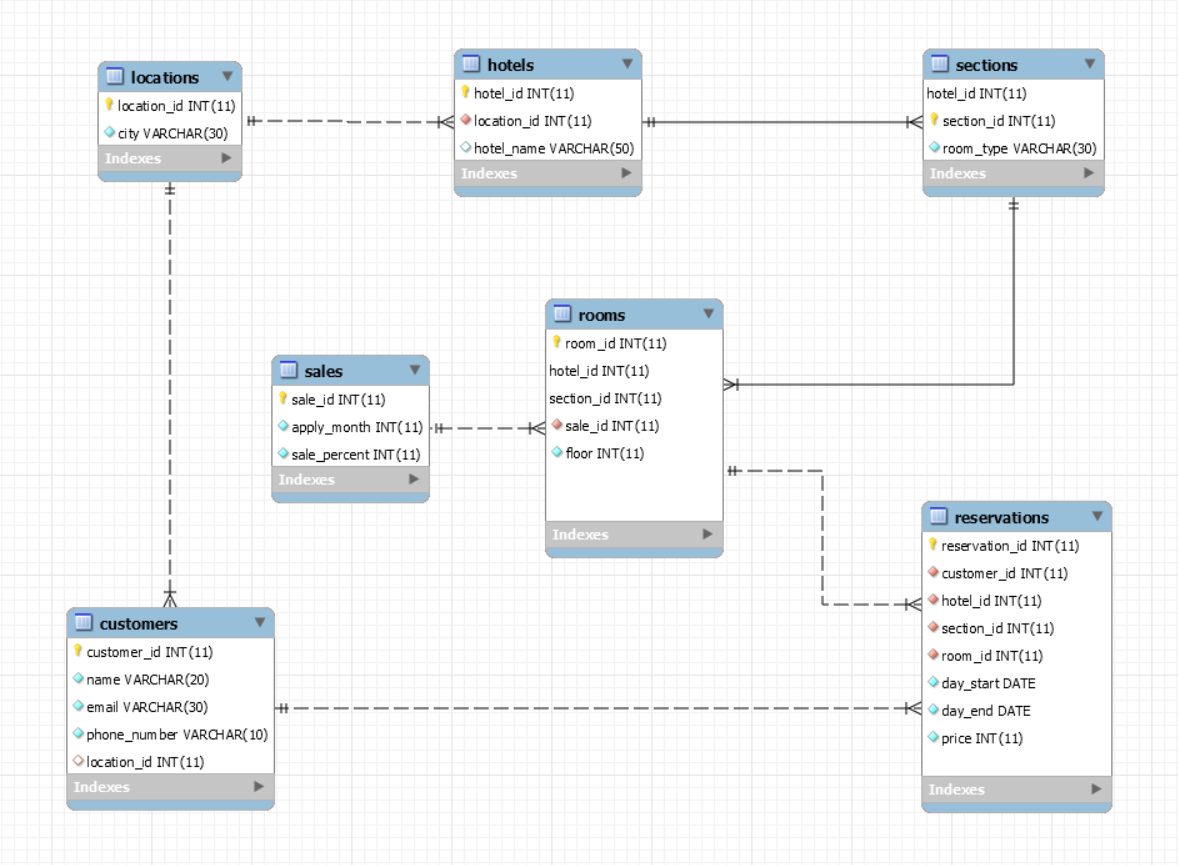 locations
location_id INT(11)
city VARCHAR(30)
Indexes
hotels
hotel_id INT(11)
location_id INT(11)
hotel_name VARCHAR(50)
Indexes
sections
hotel_id INT(11)
section_id INT(11)
room_type VARCHAR(30)
Indexes
sales
sale_id INT(11)
apply_month INT(11)
sale_percent INT(11)
Indexes
rooms
room_id INT(11)
hotel_id INT(11)
section_id INT(11)
sale_id INT(11)
floor INT(11)
Indexes
customers
customer_id INT(11)
name VARCHAR(20)
email VARCHAR(30)
phone_number VARCHAR(10)
location_id INT(11)
Indexes
reservations
reservation_id INT(11)
customer_id INT(11)
hotel_id INT(11)
section_id INT(11)
room_id INT(11)
day_start DATE
day_end DATE
price INT(11)
Indexes